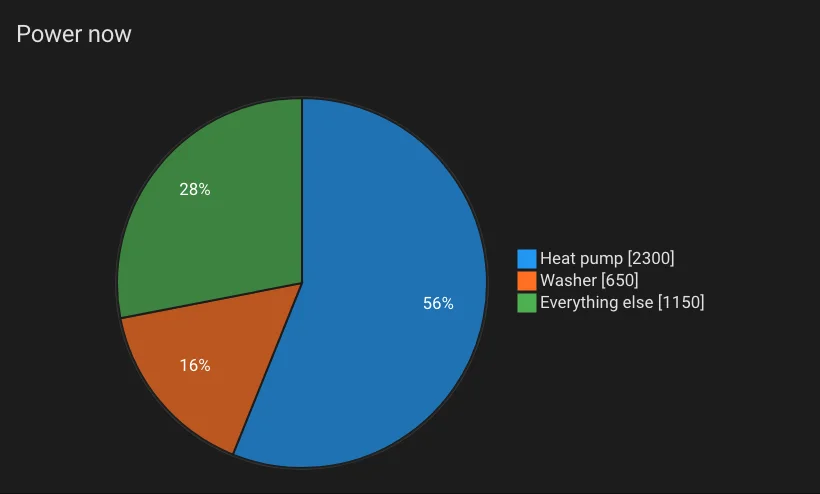 Power now
28%
56%
16%
Heat pump [2300]
Washer [650]
Everything else [1150]